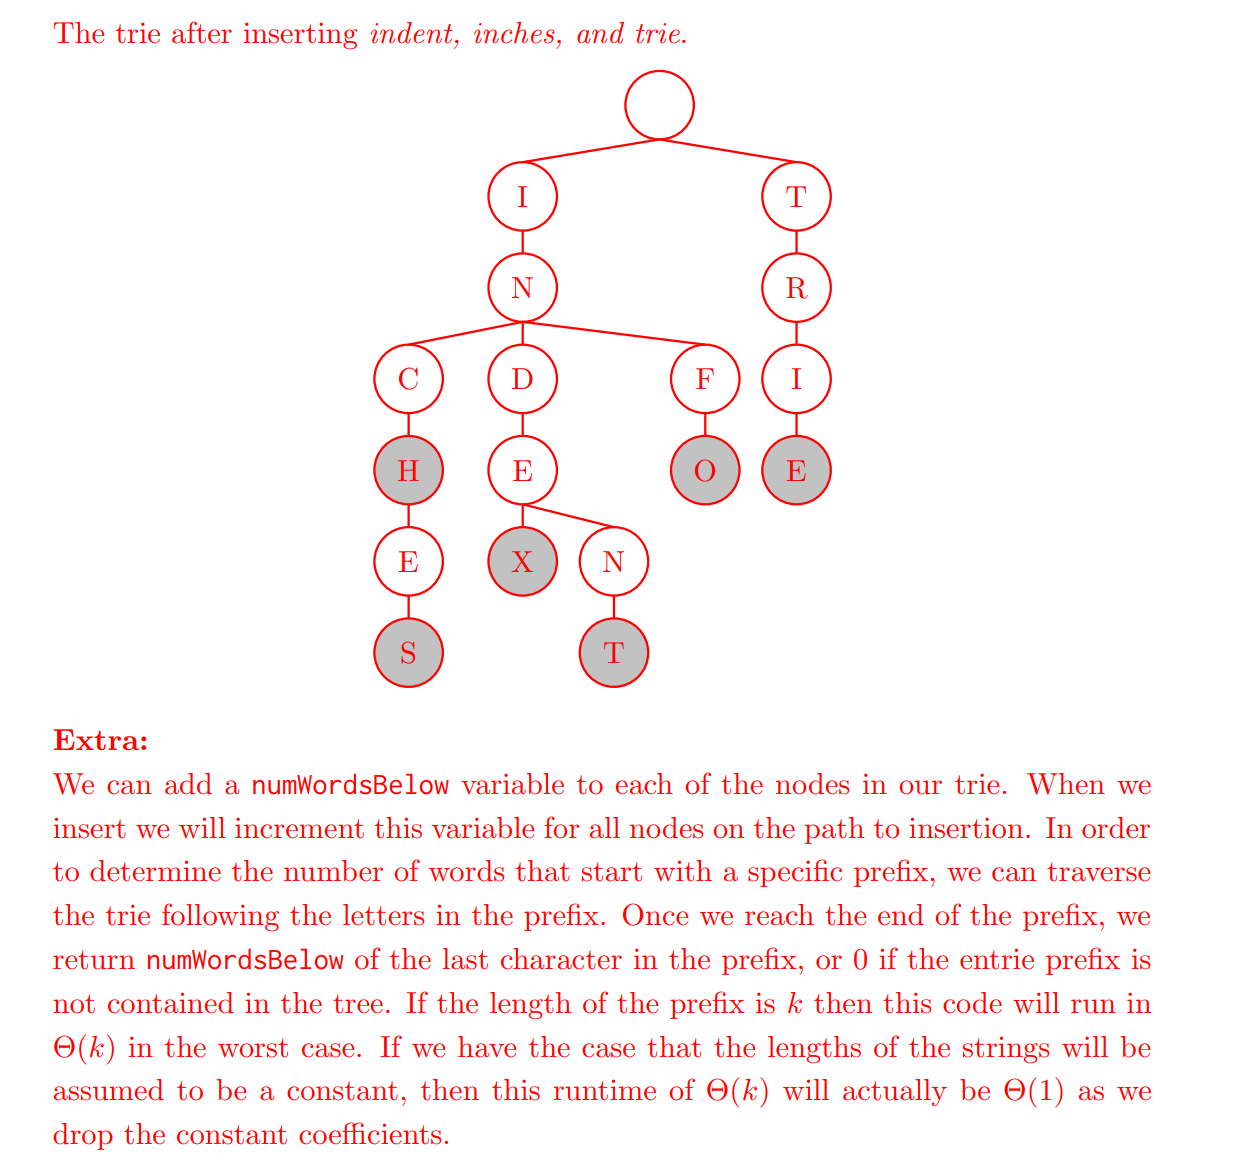 The trie after inserting indent, inches, and trie.
I T
N R
C D F I
H E O E
E X N
S T
Extra:
We can add a numWordsBelow variable to each of the nodes in our trie. When we
insert we will increment this variable for all nodes on the path to insertion. In order
to determine the number of words that start with a specific prefix, we can traverse
the trie following the letters in the prefix. Once we reach the end of the prefix, we
return numWordsBelow of the last character in the prefix, or 0 if the entrie prefix is
not contained in the tree. If the length of the prefix is k then this code will run in
Θ(k) in the worst case. If we have the case that the lengths of the strings will be
assumed to be a constant, then this runtime of Θ(k) will actually be Θ(1) as we
drop the constant coefficients.